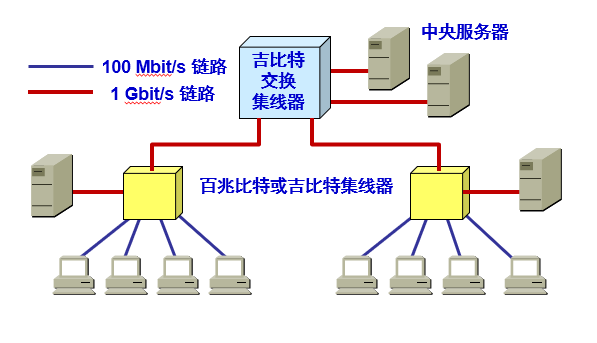 中央服务器
吉比特
交换
集线器
100 Mbit/s 链路
1 Gbit/s 链路
百兆比特或吉比特集线器